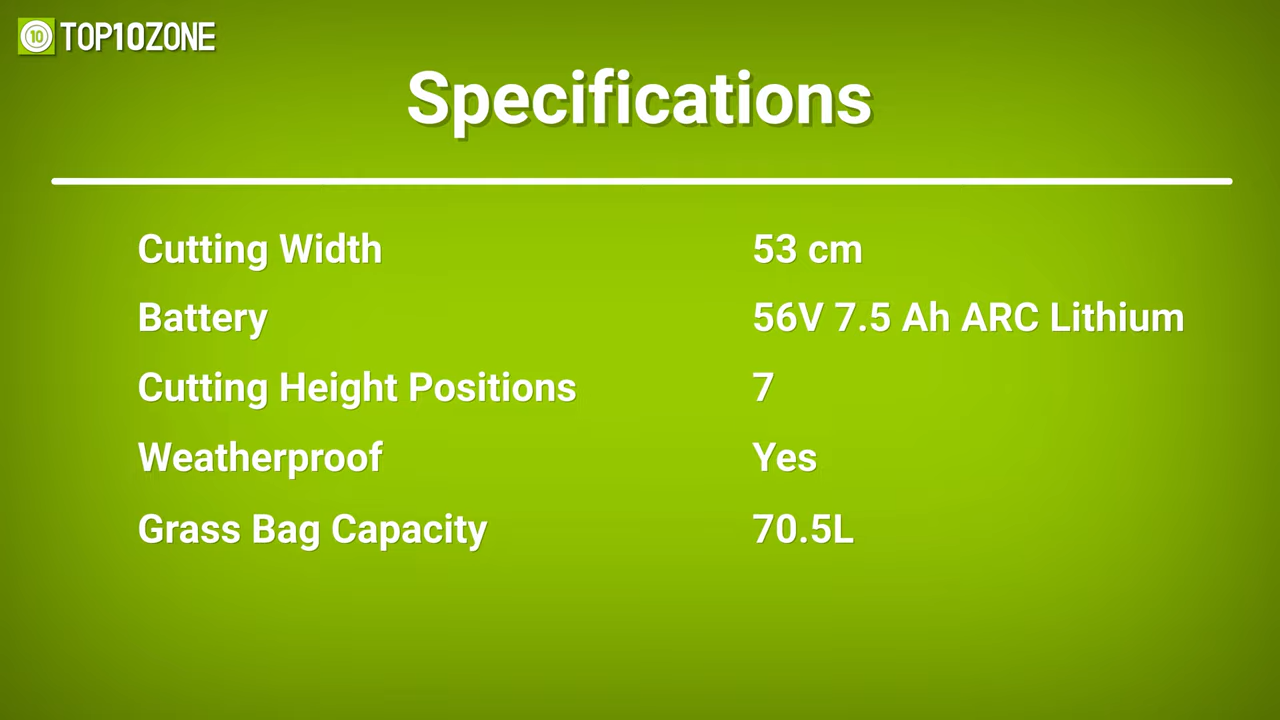 10 TOP10ZONE
Specifications
Cutting Width 53 cm
Battery 56V 7.5 Ah ARC Lithium
Cutting Height Positions 7
Weatherproof Yes
Grass Bag Capacity 70.5L